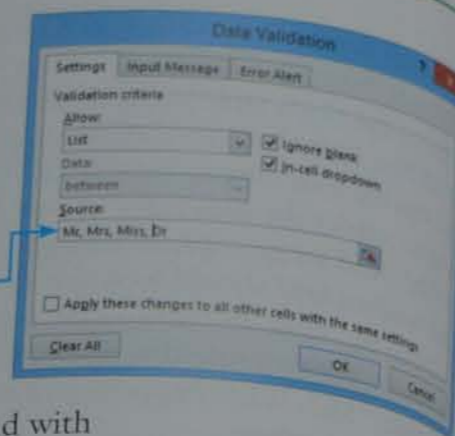 Data Validation
?
Settings Input Message Error Alert
Validation criteria
Allow:
List
Ignore blank
Data:
In-cell dropdown
between
Source:
Mr, Mrs, Miss, Dr
Apply these changes to all other cells with the same settings
Clear All
OK
Cancel
d with